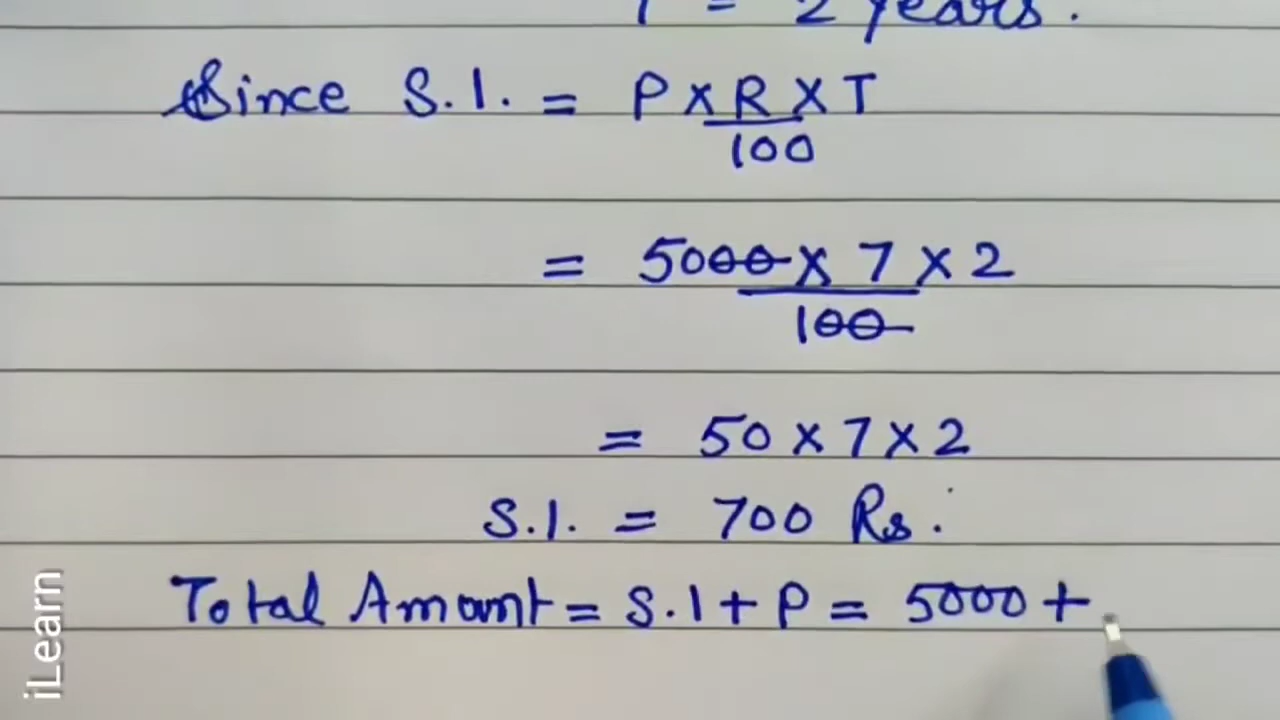 T = 2 years.
Since S.I. = P X R X T
100
= 5000 X 7 X 2
100
= 50 X 7 X 2
S.I. = 700 Rs.
Total Amount = S.I + P = 5000 +
iLearn